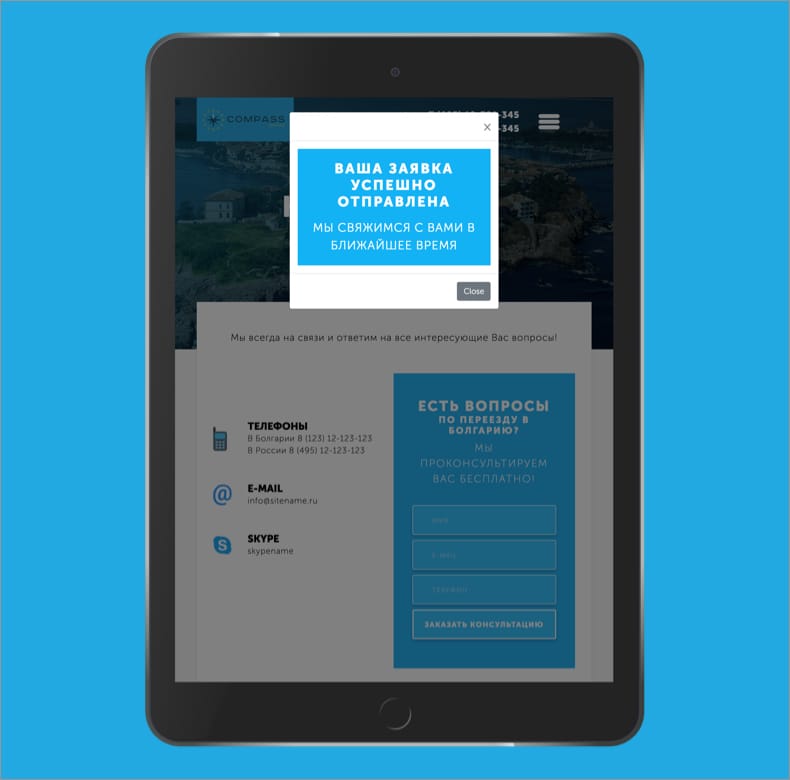 COMPASS
-345
-345
x
ВАША ЗАЯВКА
УСПЕШНО
ОТПРАВЛЕНА
МЫ СВЯЖИМСЯ С ВАМИ В
БЛИЖАЙШЕЕ ВРЕМЯ
Close
Мы всегда на связи и ответим на все интересующие Вас вопросы!
ТЕЛЕФОНЫ
В Болгарии 8 (123) 12-123-123
В России 8 (495) 12-123-123
E-MAIL
info@sitename.ru
SKYPE
skypename
ЕСТЬ ВОПРОСЫ
ПО ПЕРЕЕЗДУ В
БОЛГАРИЮ?
МЫ
ПРОКОНСУЛЬТИРУЕМ
ВАС БЕСПЛАТНО!
ИМЯ
E-MAIL
ТЕЛЕФОН
ЗАКАЗАТЬ КОНСУЛЬТАЦИЮ